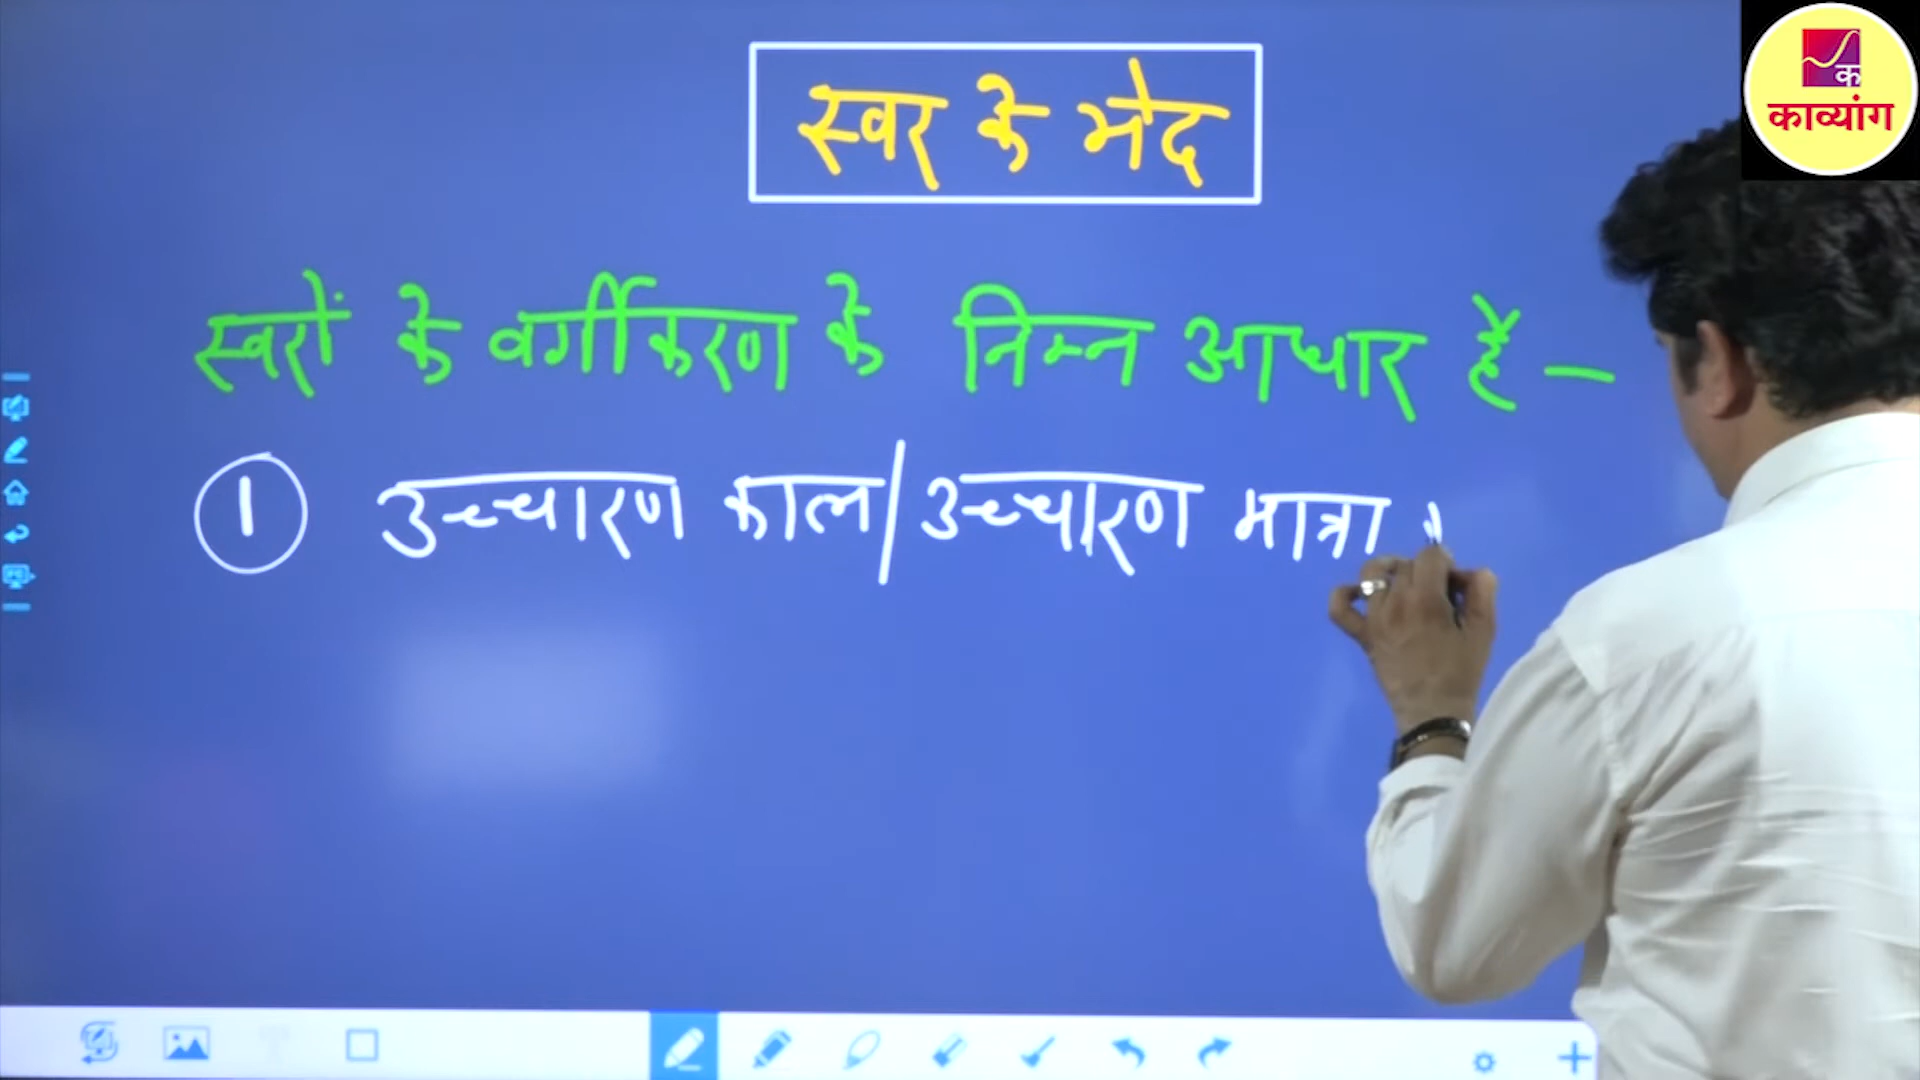 स्वर के भेद
क
काव्यांग
स्वरों के वर्गीकरण के निम्न आधार हैं –
1 उच्चारण काल/उच्चारण मात्रा